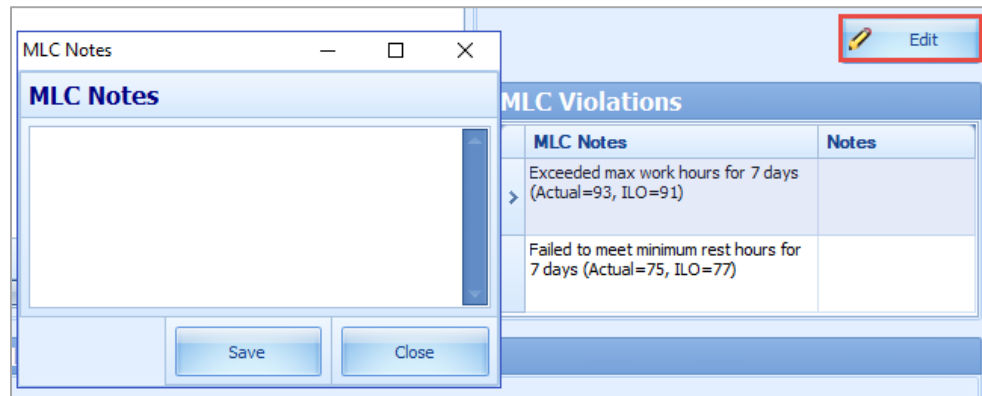 MLC Notes
Edit
MLC Notes
MLC Violations
MLC Notes Notes
Exceeded max work hours for 7 days
(Actual=93, ILO=91)
Failed to meet minimum rest hours for
7 days (Actual=75, ILO=77)
Save Close